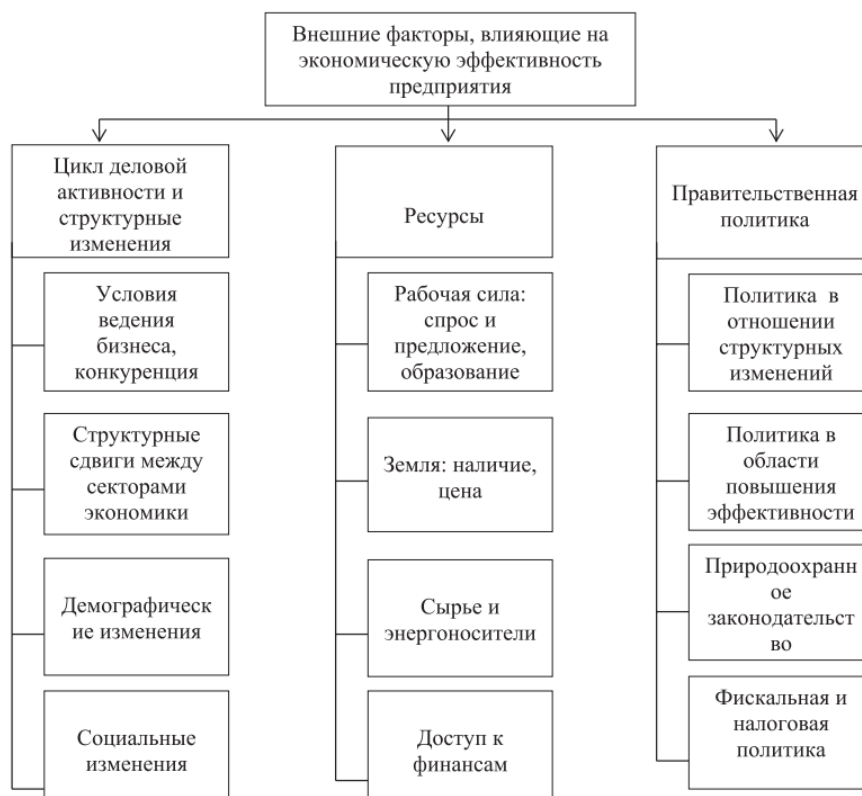 Внешние факторы, влияющие на
экономическую эффективность
предприятия
Цикл деловой
активности и
структурные
изменения
Условия
ведения
бизнеса,
конкуренция
Структурные
сдвиги между
секторами
экономики
Демографическ
ие изменения
Социальные
изменения
Ресурсы
Рабочая сила:
спрос и
предложение,
образование
Земля: наличие,
цена
Сырье и
энергоносители
Доступ к
финансам
Правительственная
политика
Политика в
отношении
структурных
изменений
Политика в
области
повышения
эффективности
Природоохранн
ое
законодательст
во
Фискальная и
налоговая
политика